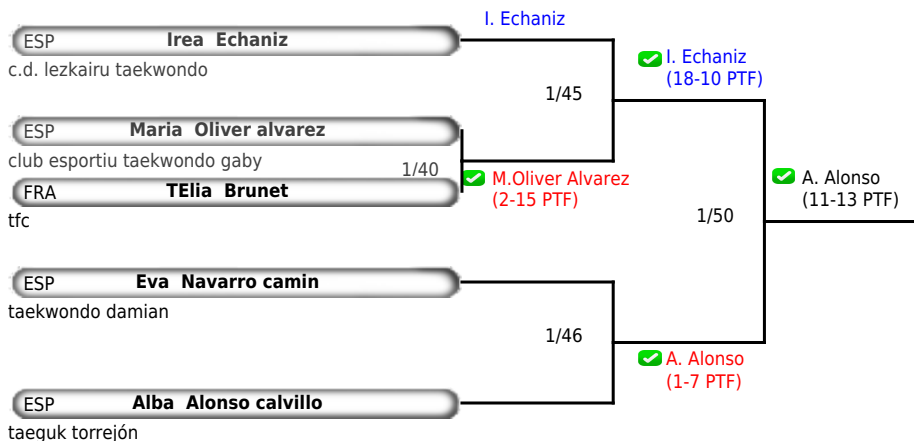 I. Echaniz
ESP Irea Echaniz
c.d. lezkairu taekwondo
I. Echaniz
(18-10 PTF)
1/45
ESP Maria Oliver alvarez
club esportiu taekwondo gaby
1/40
M.Oliver Alvarez
(2-15 PTF)
FRA TElia Brunet
tfc
A. Alonso
(11-13 PTF)
1/50
ESP Eva Navarro camin
taekwondo damian
1/46
A. Alonso
(1-7 PTF)
ESP Alba Alonso calvillo
taeguk torrejón